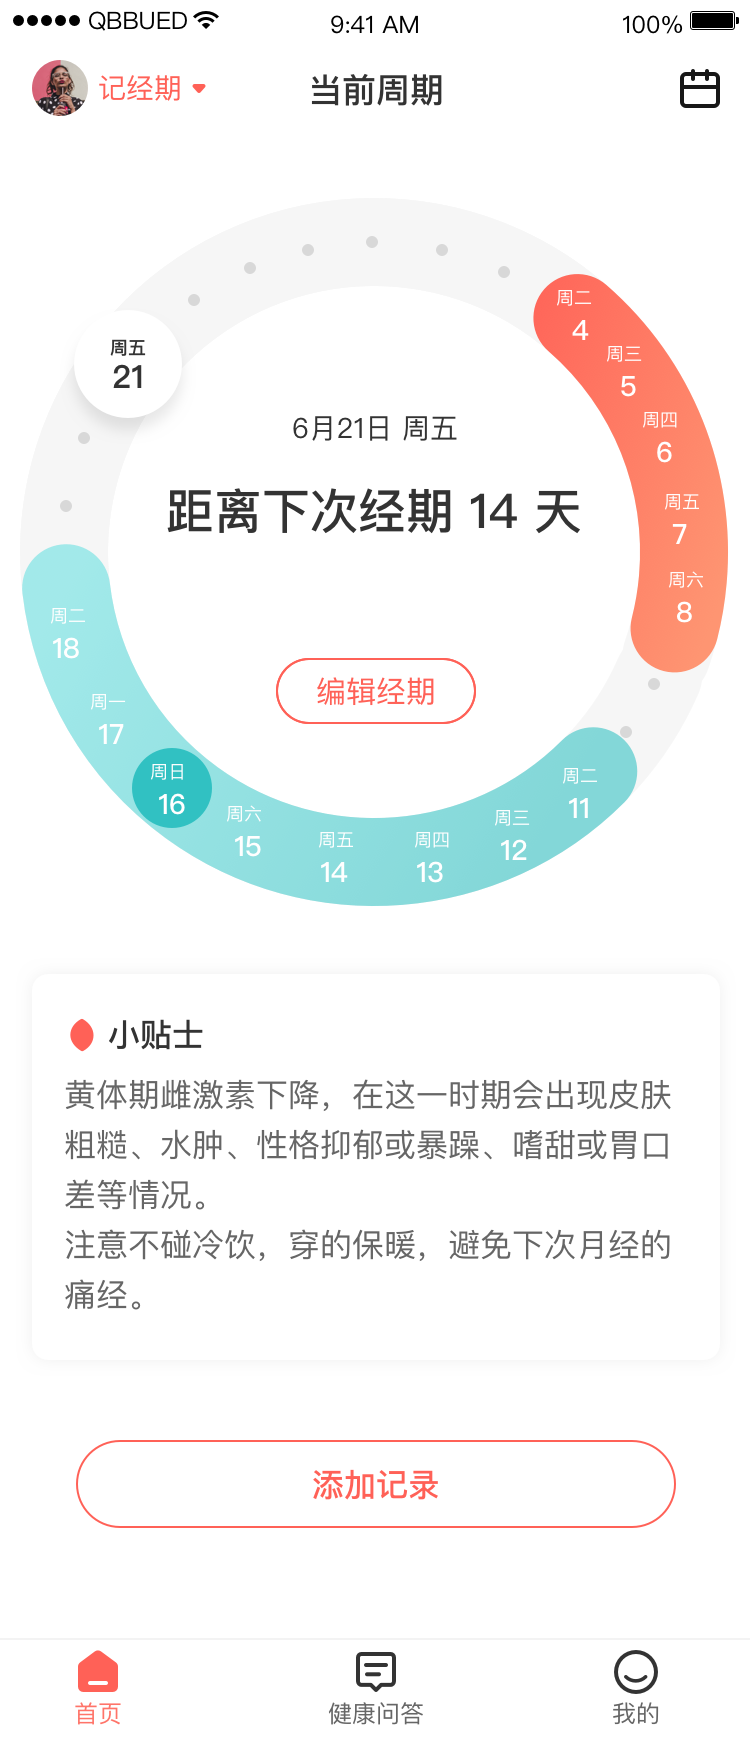 QBBUED 9:41 AM 100%
记经期 当前周期
周二
4
周三
5
周四
6
周五
7
周六
8
周二
11
周三
12
周四
13
周五
14
周六
15
周日
16
周一
17
周二
18
周五
21
6月21日 周五
距离下次经期 14 天
编辑经期
小贴士
黄体期雌激素下降，在这一时期会出现皮肤
粗糙、水肿、性格抑郁或暴躁、嗜甜或胃口
差等情况。
注意不碰冷饮，穿的保暖，避免下次月经的
痛经。
添加记录
首页 健康问答 我的